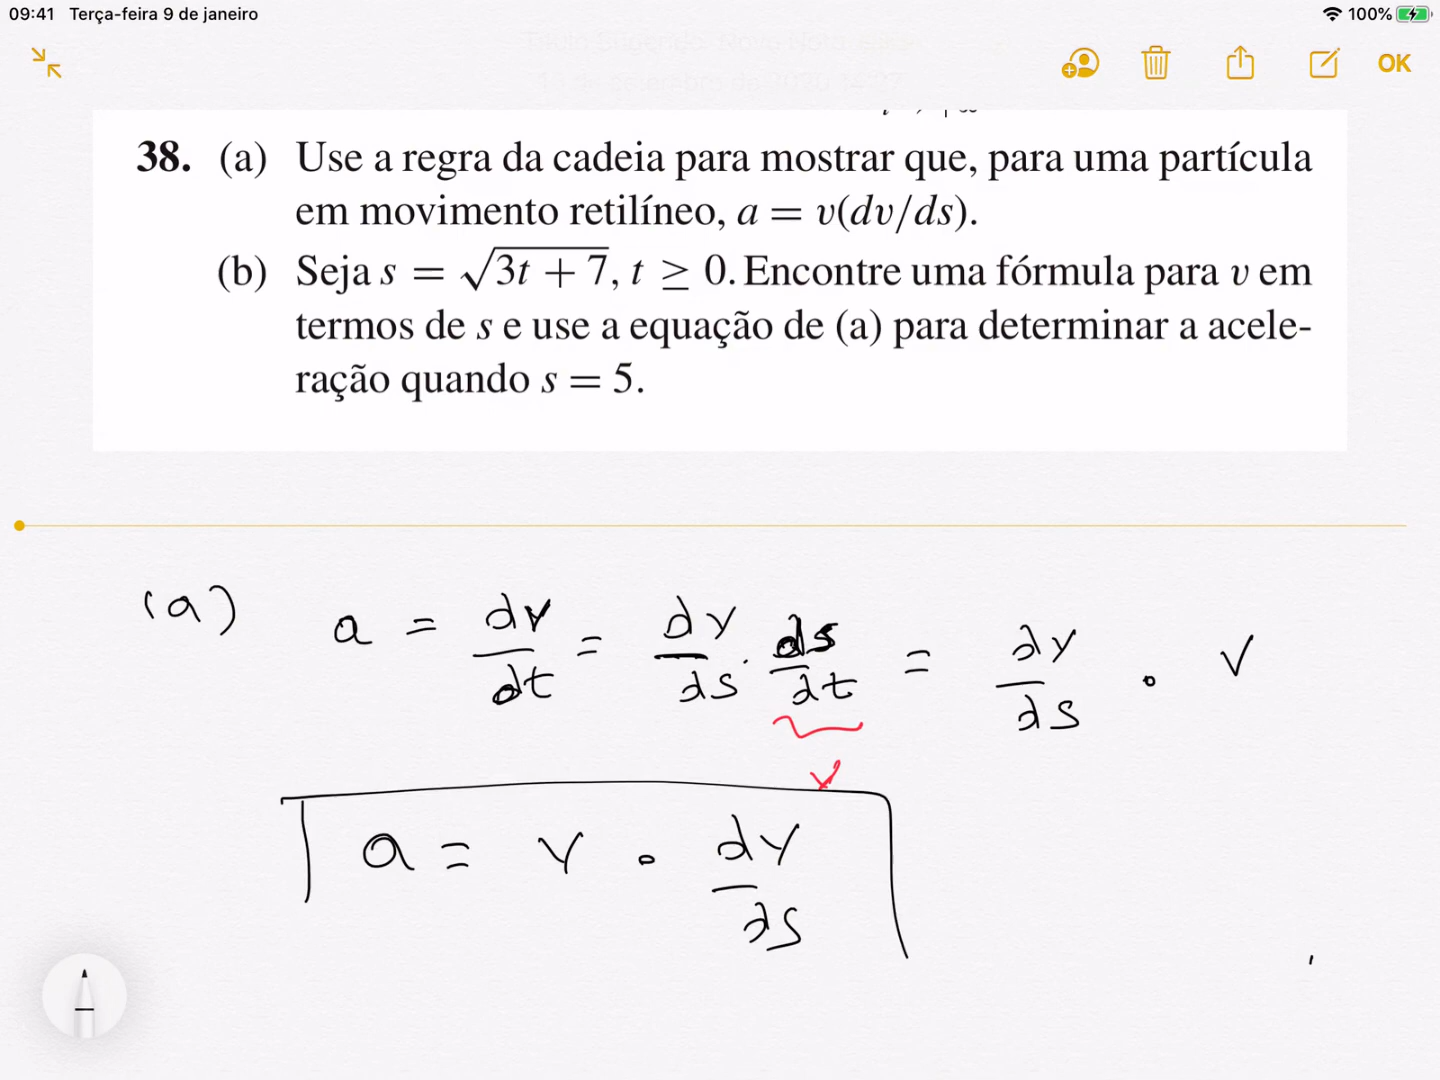 09:41 Terça-feira 9 de janeiro 100%
OK
38. (a) Use a regra da cadeia para mostrar que, para uma partícula
em movimento retilíneo, a = v(dv/ds).
(b) Seja s = √(3t + 7), t ≥ 0. Encontre uma fórmula para v em
termos de s e use a equação de (a) para determinar a acele-
ração quando s = 5.
(a) a = dv/dt = dv/ds · ds/dt = dv/ds · v
v
a = v · dv/ds